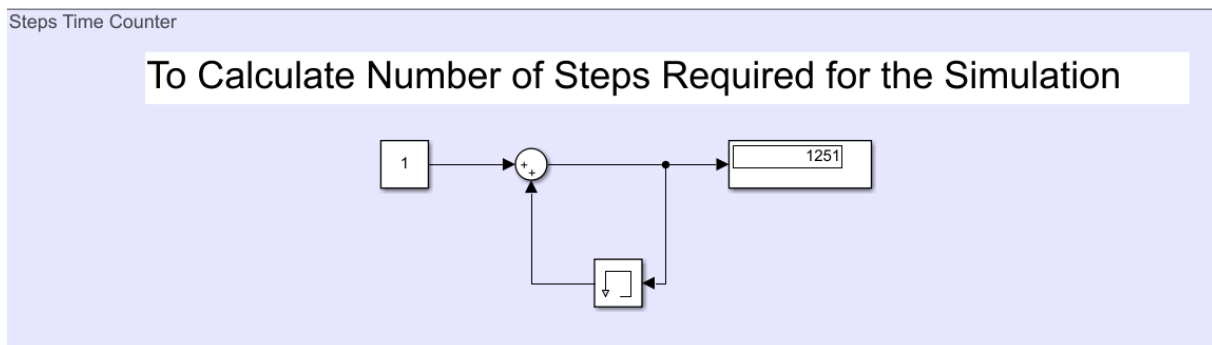 Steps Time Counter
To Calculate Number of Steps Required for the Simulation
1
+
+
1251